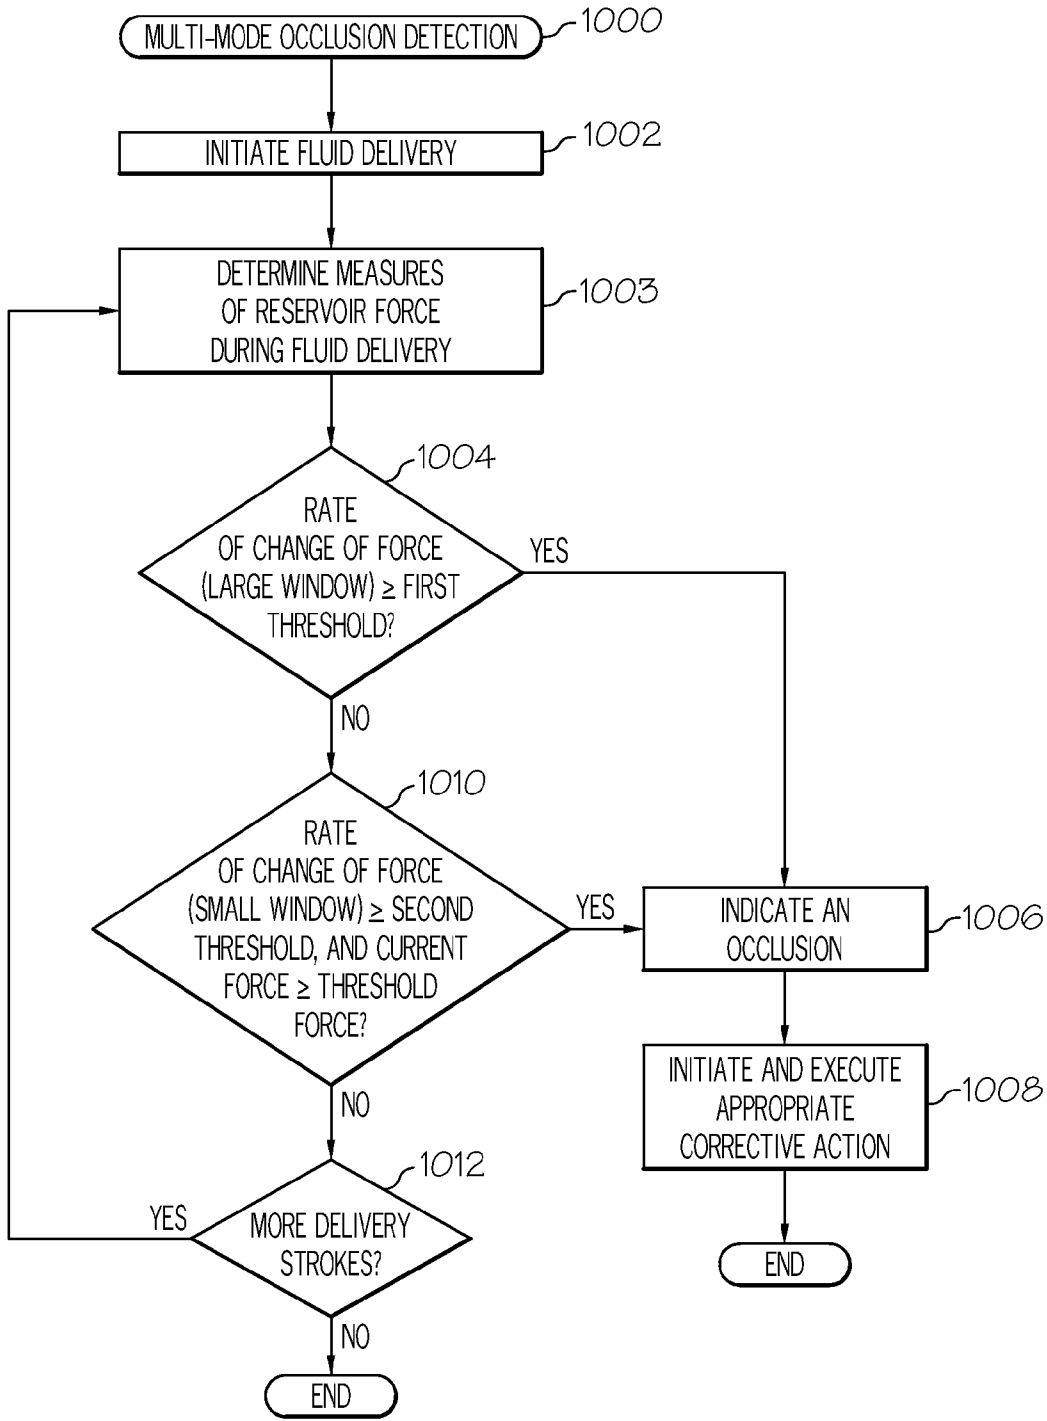 MULTI-MODE OCCLUSION DETECTION
1000
INITIATE FLUID DELIVERY
1002
DETERMINE MEASURES
OF RESERVOIR FORCE
DURING FLUID DELIVERY
1003
1004
RATE
OF CHANGE OF FORCE
(LARGE WINDOW) ≥ FIRST
THRESHOLD?
YES
NO
1010
RATE
OF CHANGE OF FORCE
(SMALL WINDOW) ≥ SECOND
THRESHOLD, AND CURRENT
FORCE ≥ THRESHOLD
FORCE?
YES
NO
INDICATE AN
OCCLUSION
1006
INITIATE AND EXECUTE
APPROPRIATE
CORRECTIVE ACTION
1008
END
1012
MORE DELIVERY
STROKES?
YES
NO
END